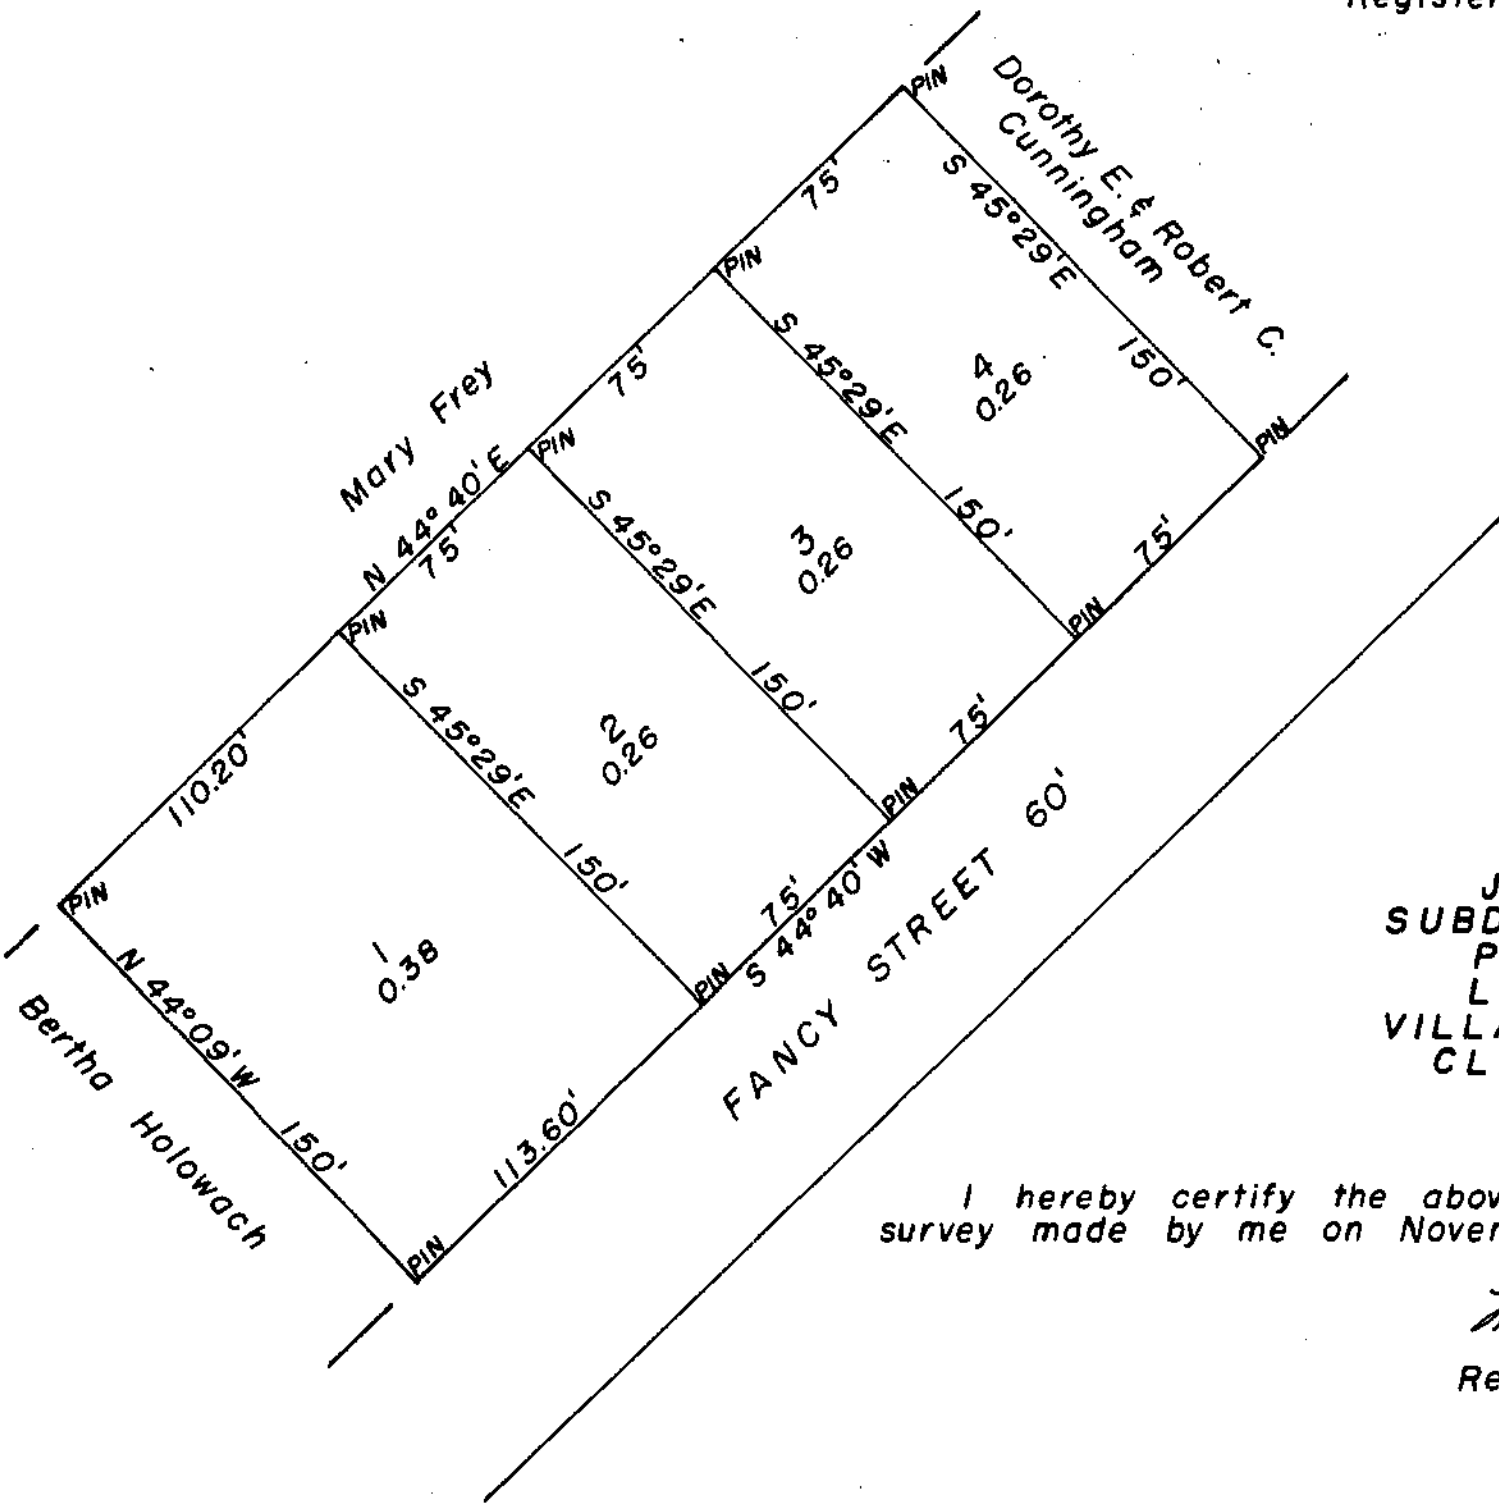 PIN
Dorothy E. & Robert C.
Cunningham
75'
S 45°29'E
150'
PIN
4
0.26
75'
S 45°29'E
150'
PIN
75'
Mary Frey
N 44° 40' E
PIN
3
0.26
75'
S 45°29'E
150'
PIN
75'
PIN
2
0.26
75'
S 45°29'E
150'
PIN
75'
S 44° 40' W
110.20'
PIN
1
0.38
PIN
N 44°09'W
150'
Bertha Holowach
113.60'
PIN
FANCY STREET 60'
I hereby certify the
survey made by me on